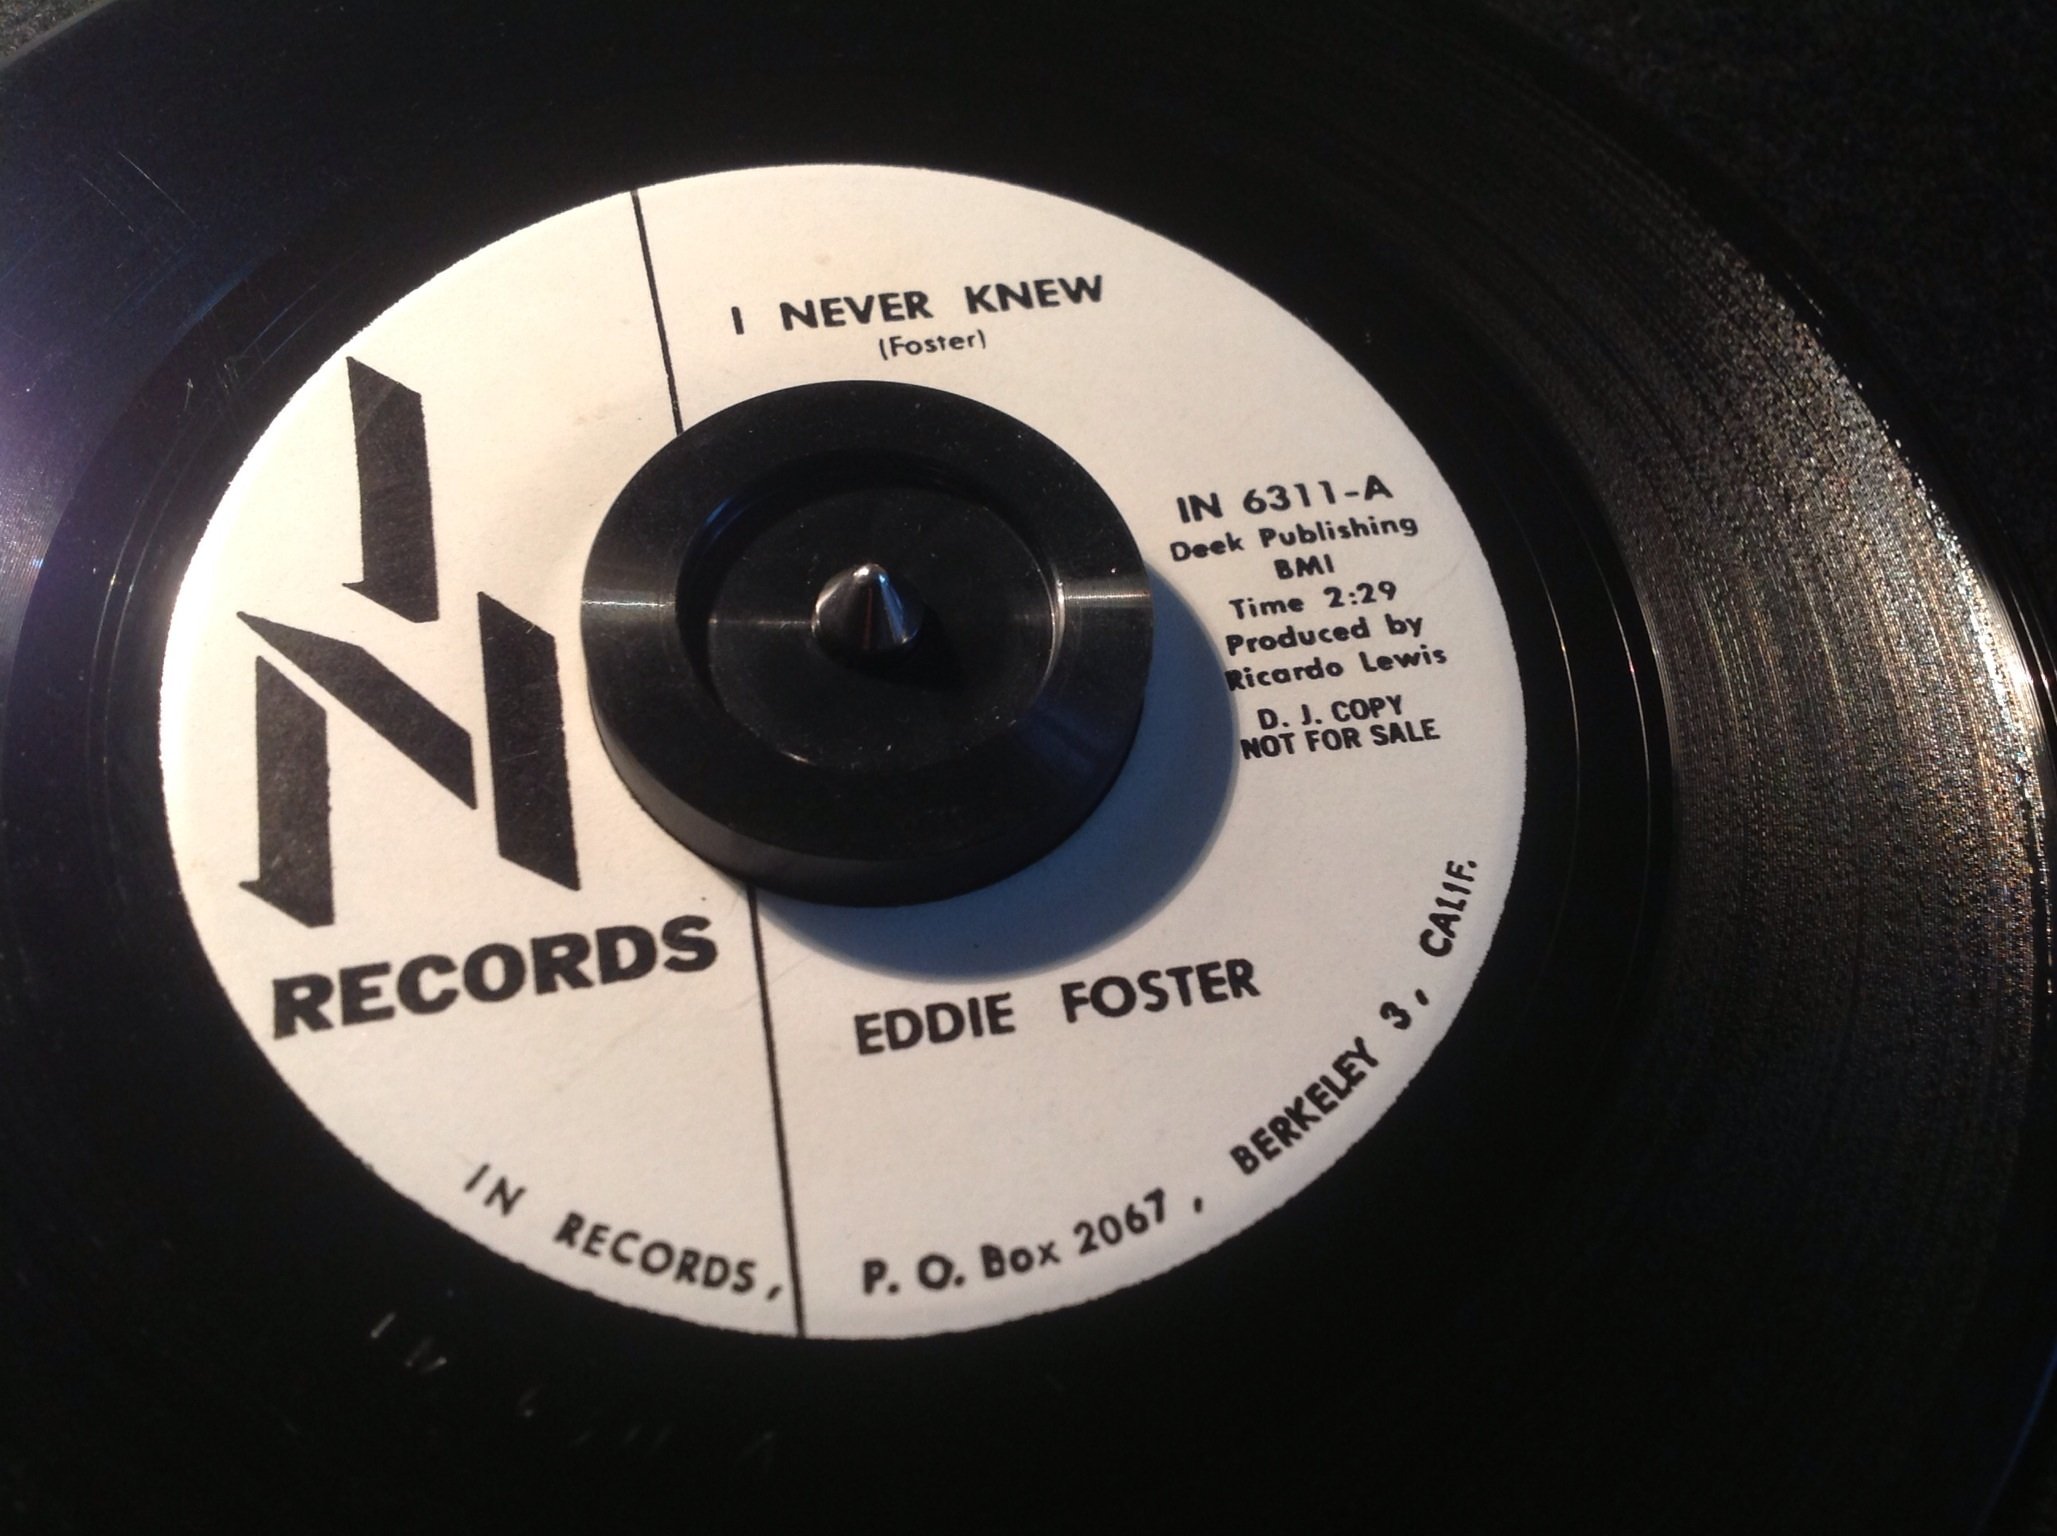 I NEVER KNEW
(Foster)
IN
RECORDS
IN 6311-A
Deek Publishing
BMI
Time 2:29
Produced by
Ricardo Lewis
D. J. COPY
NOT FOR SALE
EDDIE FOSTER
IN RECORDS, P. O. Box 2067, BERKELEY 3, CALIF.